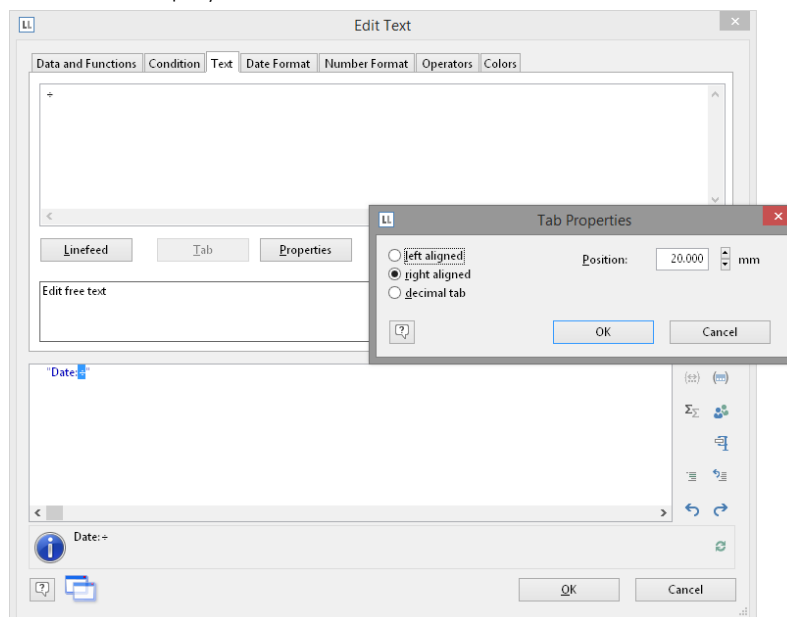 LL Edit Text
Data and Functions Condition Text Date Format Number Format Operators Colors
÷
LL Tab Properties
Linefeed Tab Properties
left aligned
right aligned
decimal tab
Position: 20.000 mm
OK Cancel
Edit free text
"Date:÷"
ΣΣ
Date:÷
OK Cancel